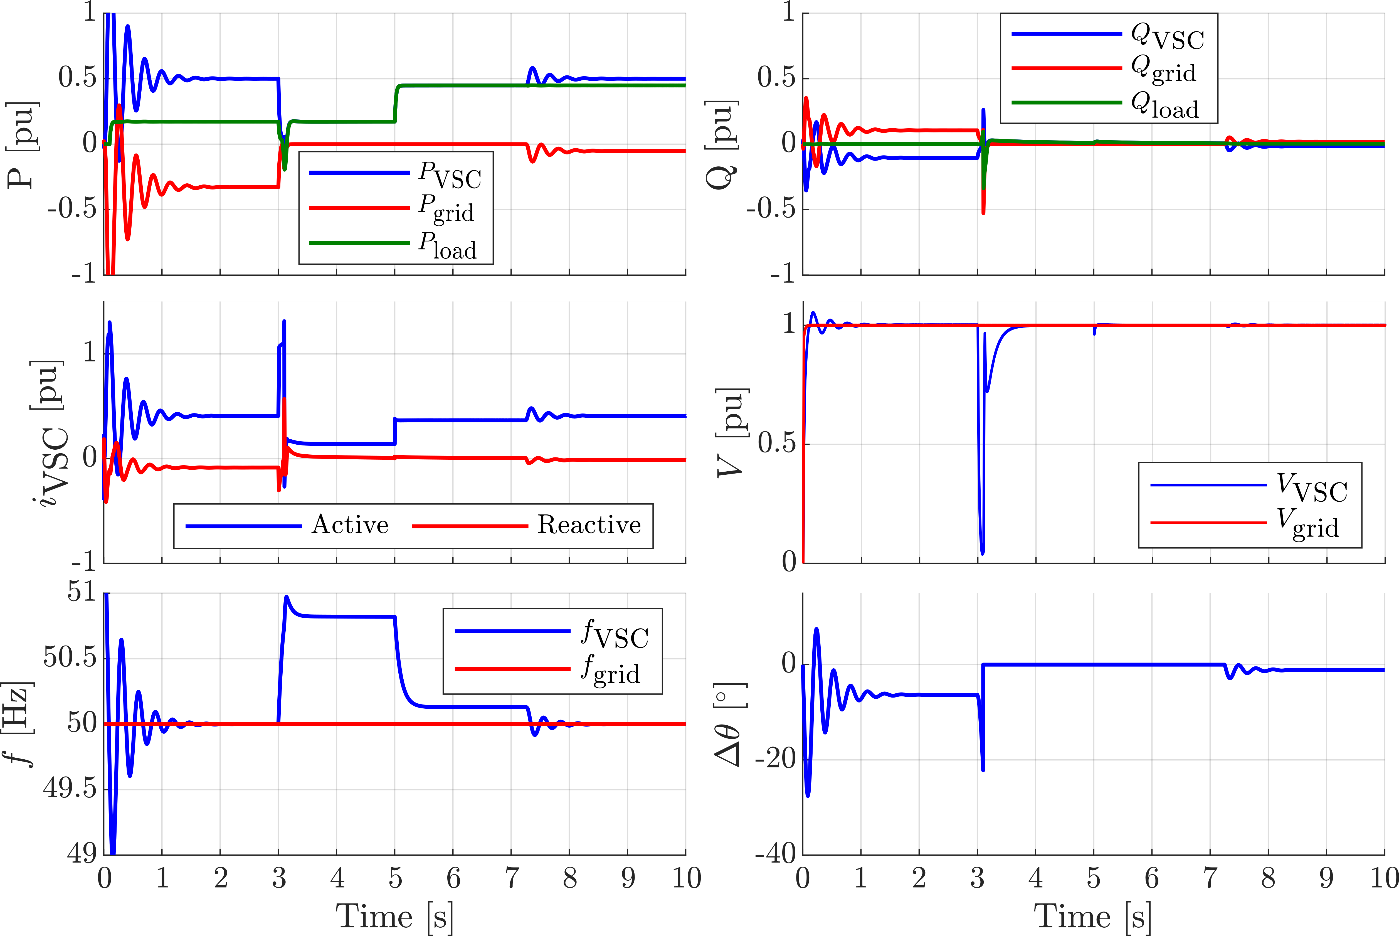 1
0.5
0
-0.5
-1
P [pu]
P_VSC
P_grid
P_load
1
0.5
0
-0.5
-1
Q [pu]
Q_VSC
Q_grid
Q_load
1
0
-1
i_VSC [pu]
Active Reactive
1
0.5
0
V [pu]
V_VSC
V_grid
51
50.5
50
49.5
49
f [Hz]
f_VSC
f_grid
0 1 2 3 4 5 6 7 8 9 10
Time [s]
0
-20
-40
Δθ [°]
0 1 2 3 4 5 6 7 8 9 10
Time [s]